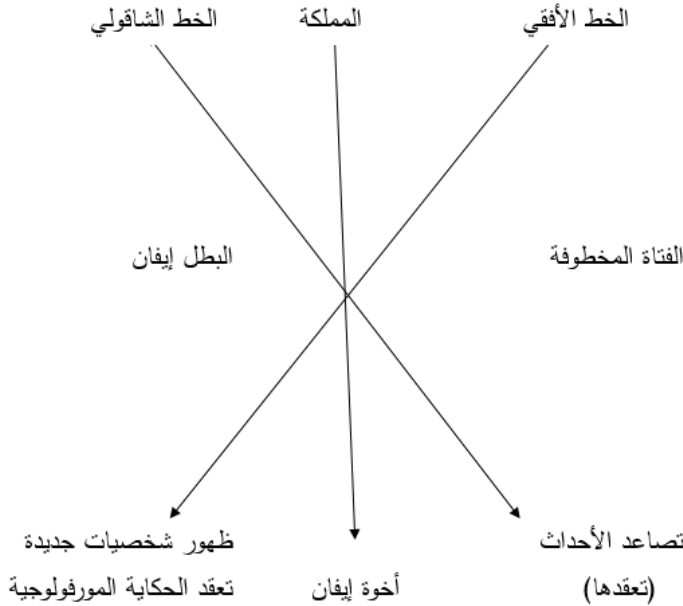 الخط الأفقي
المملكة
الخط الشاقولي
الفتاة المخطوفة
البطل إيفان
تصاعد الأحداث
(تعقدها)
أخوة إيفان
ظهور شخصيات جديدة
تعقد الحكاية المورفولوجية